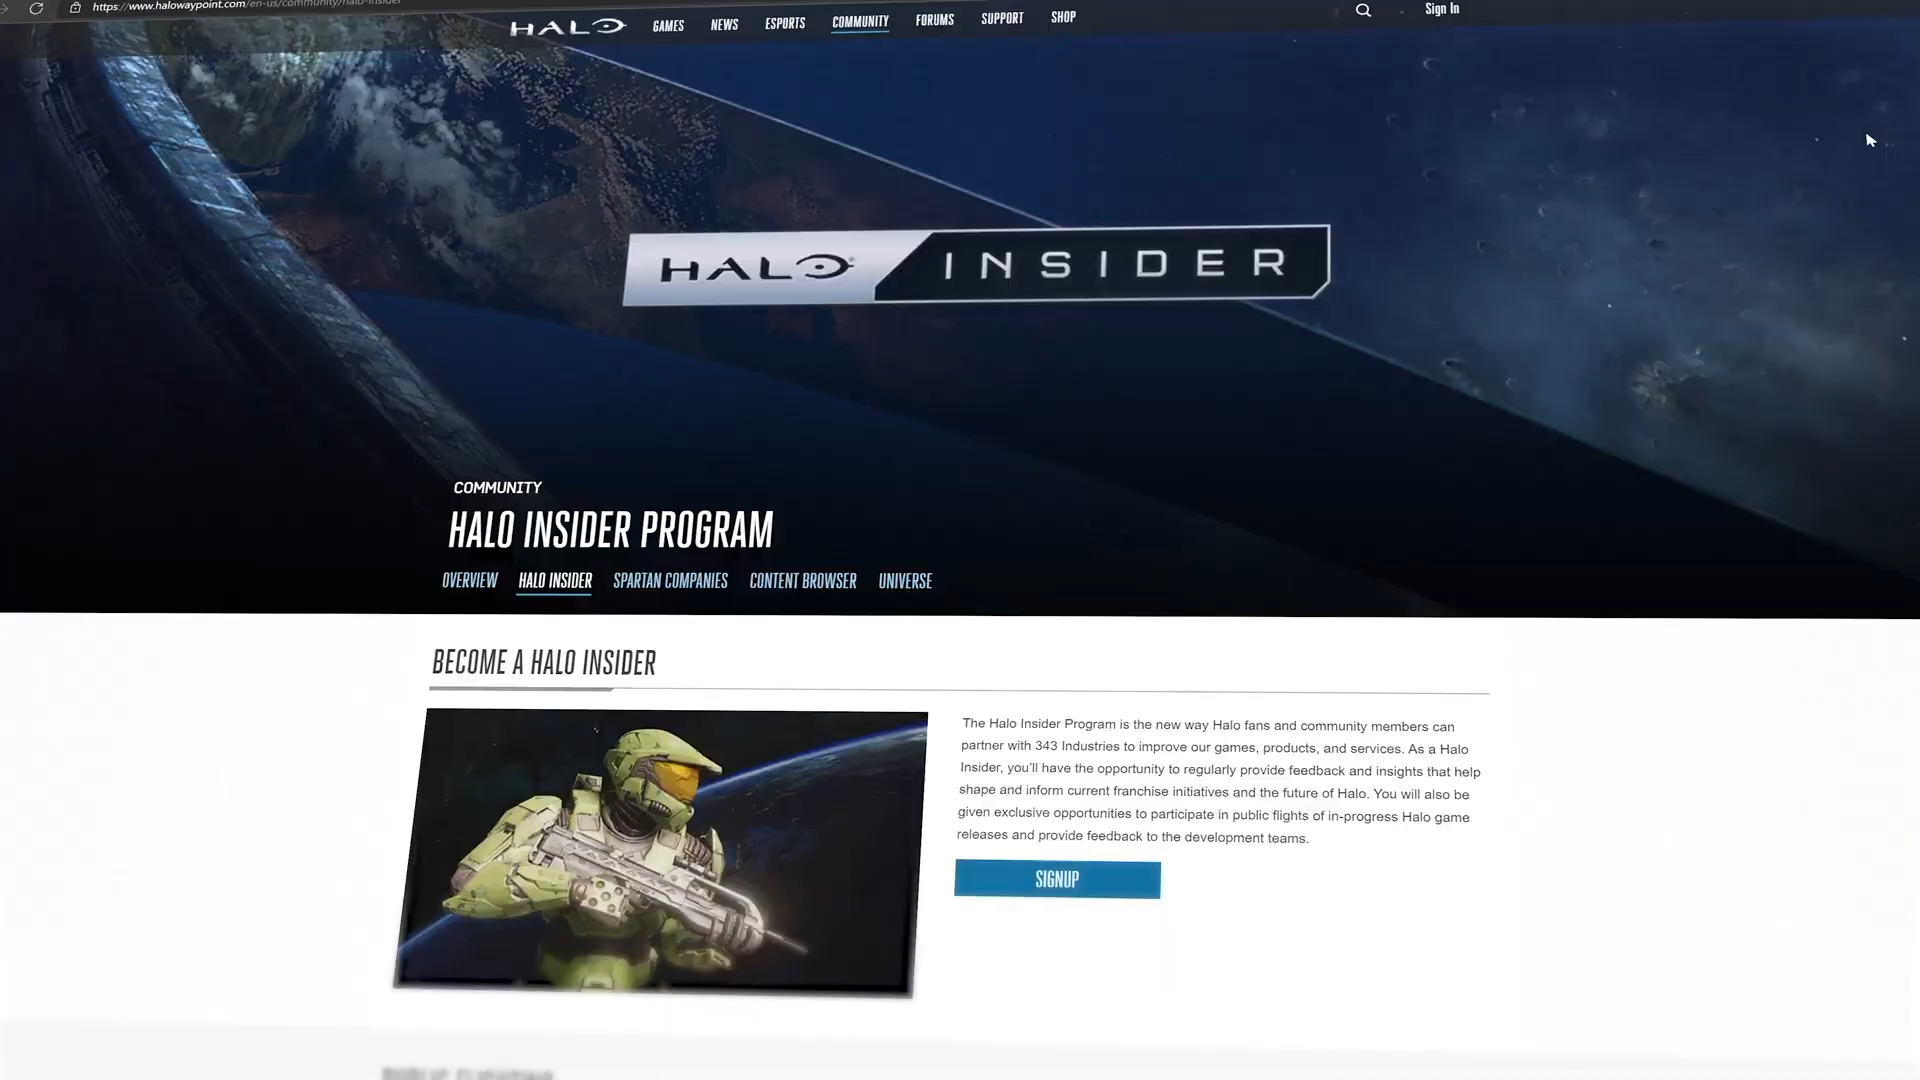 https://www.halowaypoint.com/en-us/community/halo-insider
HALO
GAMES
NEWS
ESPORTS
COMMUNITY
FORUMS
SUPPORT
SHOP
Sign In
HALO INSIDER
COMMUNITY
HALO INSIDER PROGRAM
OVERVIEW
HALO INSIDER
SPARTAN COMPANIES
CONTENT BROWSER
UNIVERSE
BECOME A HALO INSIDER
The Halo Insider Program is the new way Halo fans and community members can
partner with 343 Industries to improve our games, products, and services. As a Halo
Insider, you'll have the opportunity to regularly provide feedback and insights that help
shape and inform current franchise initiatives and the future of Halo. You will also be
given exclusive opportunities to participate in public flights of in-progress Halo game
releases and provide feedback to the development teams.
SIGNUP